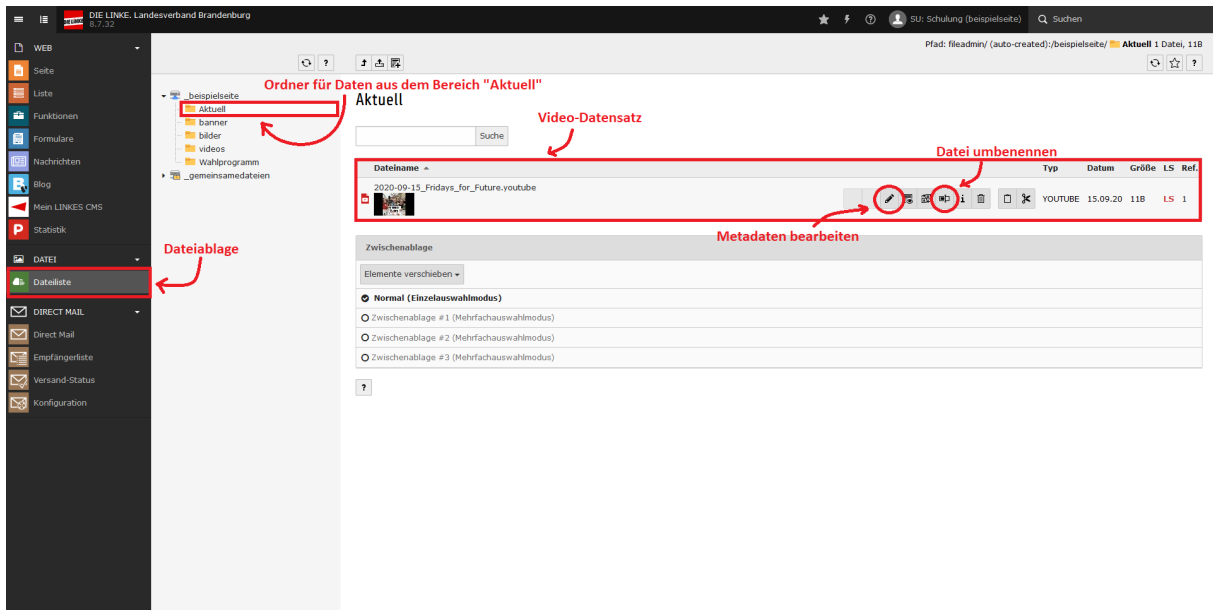 DIE LINKE. Landesverband Brandenburg
8.7.32
SU: Schulung (beispielseite)
Suchen
WEB
Seite
Liste
Funktionen
Formulare
Nachrichten
Blog
Mein LINKES CMS
Statistik
DATEI
Dateiliste
DIRECT MAIL
Direct Mail
Empfängerliste
Versand-Status
Konfiguration
Dateiablage
Ordner für Daten aus dem Bereich "Aktuell"
_beispielseite
Aktuell
banner
bilder
videos
Wahlprogramm
_gemeinsamedateien
Pfad: fileadmin/ (auto-created):/beispielseite/ Aktuell 1 Datei, 11B
Aktuell
Suche
Video-Datensatz
Datei umbenennen
Dateiname Typ Datum Größe LS Ref.
2020-09-15_Fridays_for_Future.youtube
YOUTUBE 15.09.20 11B LS 1
Metadaten bearbeiten
Zwischenablage
Elemente verschieben
Normal (Einzelauswahlmodus)
Zwischenablage #1 (Mehrfachauswahlmodus)
Zwischenablage #2 (Mehrfachauswahlmodus)
Zwischenablage #3 (Mehrfachauswahlmodus)
?